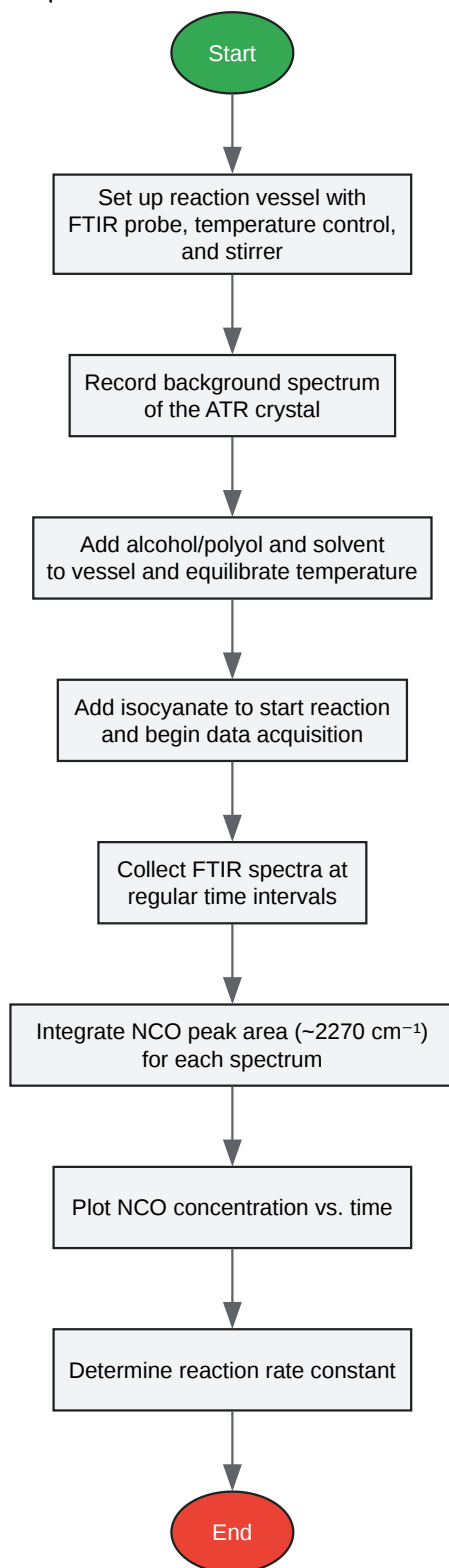 Start
Set up reaction vessel with
FTIR probe, temperature control,
and stirrer
Record background spectrum
of the ATR crystal
Add alcohol/polyol and solvent
to vessel and equilibrate temperature
Add isocyanate to start reaction
and begin data acquisition
Collect FTIR spectra at
regular time intervals
Integrate NCO peak area (~2270 cm⁻¹)
for each spectrum
Plot NCO concentration vs. time
Determine reaction rate constant
End